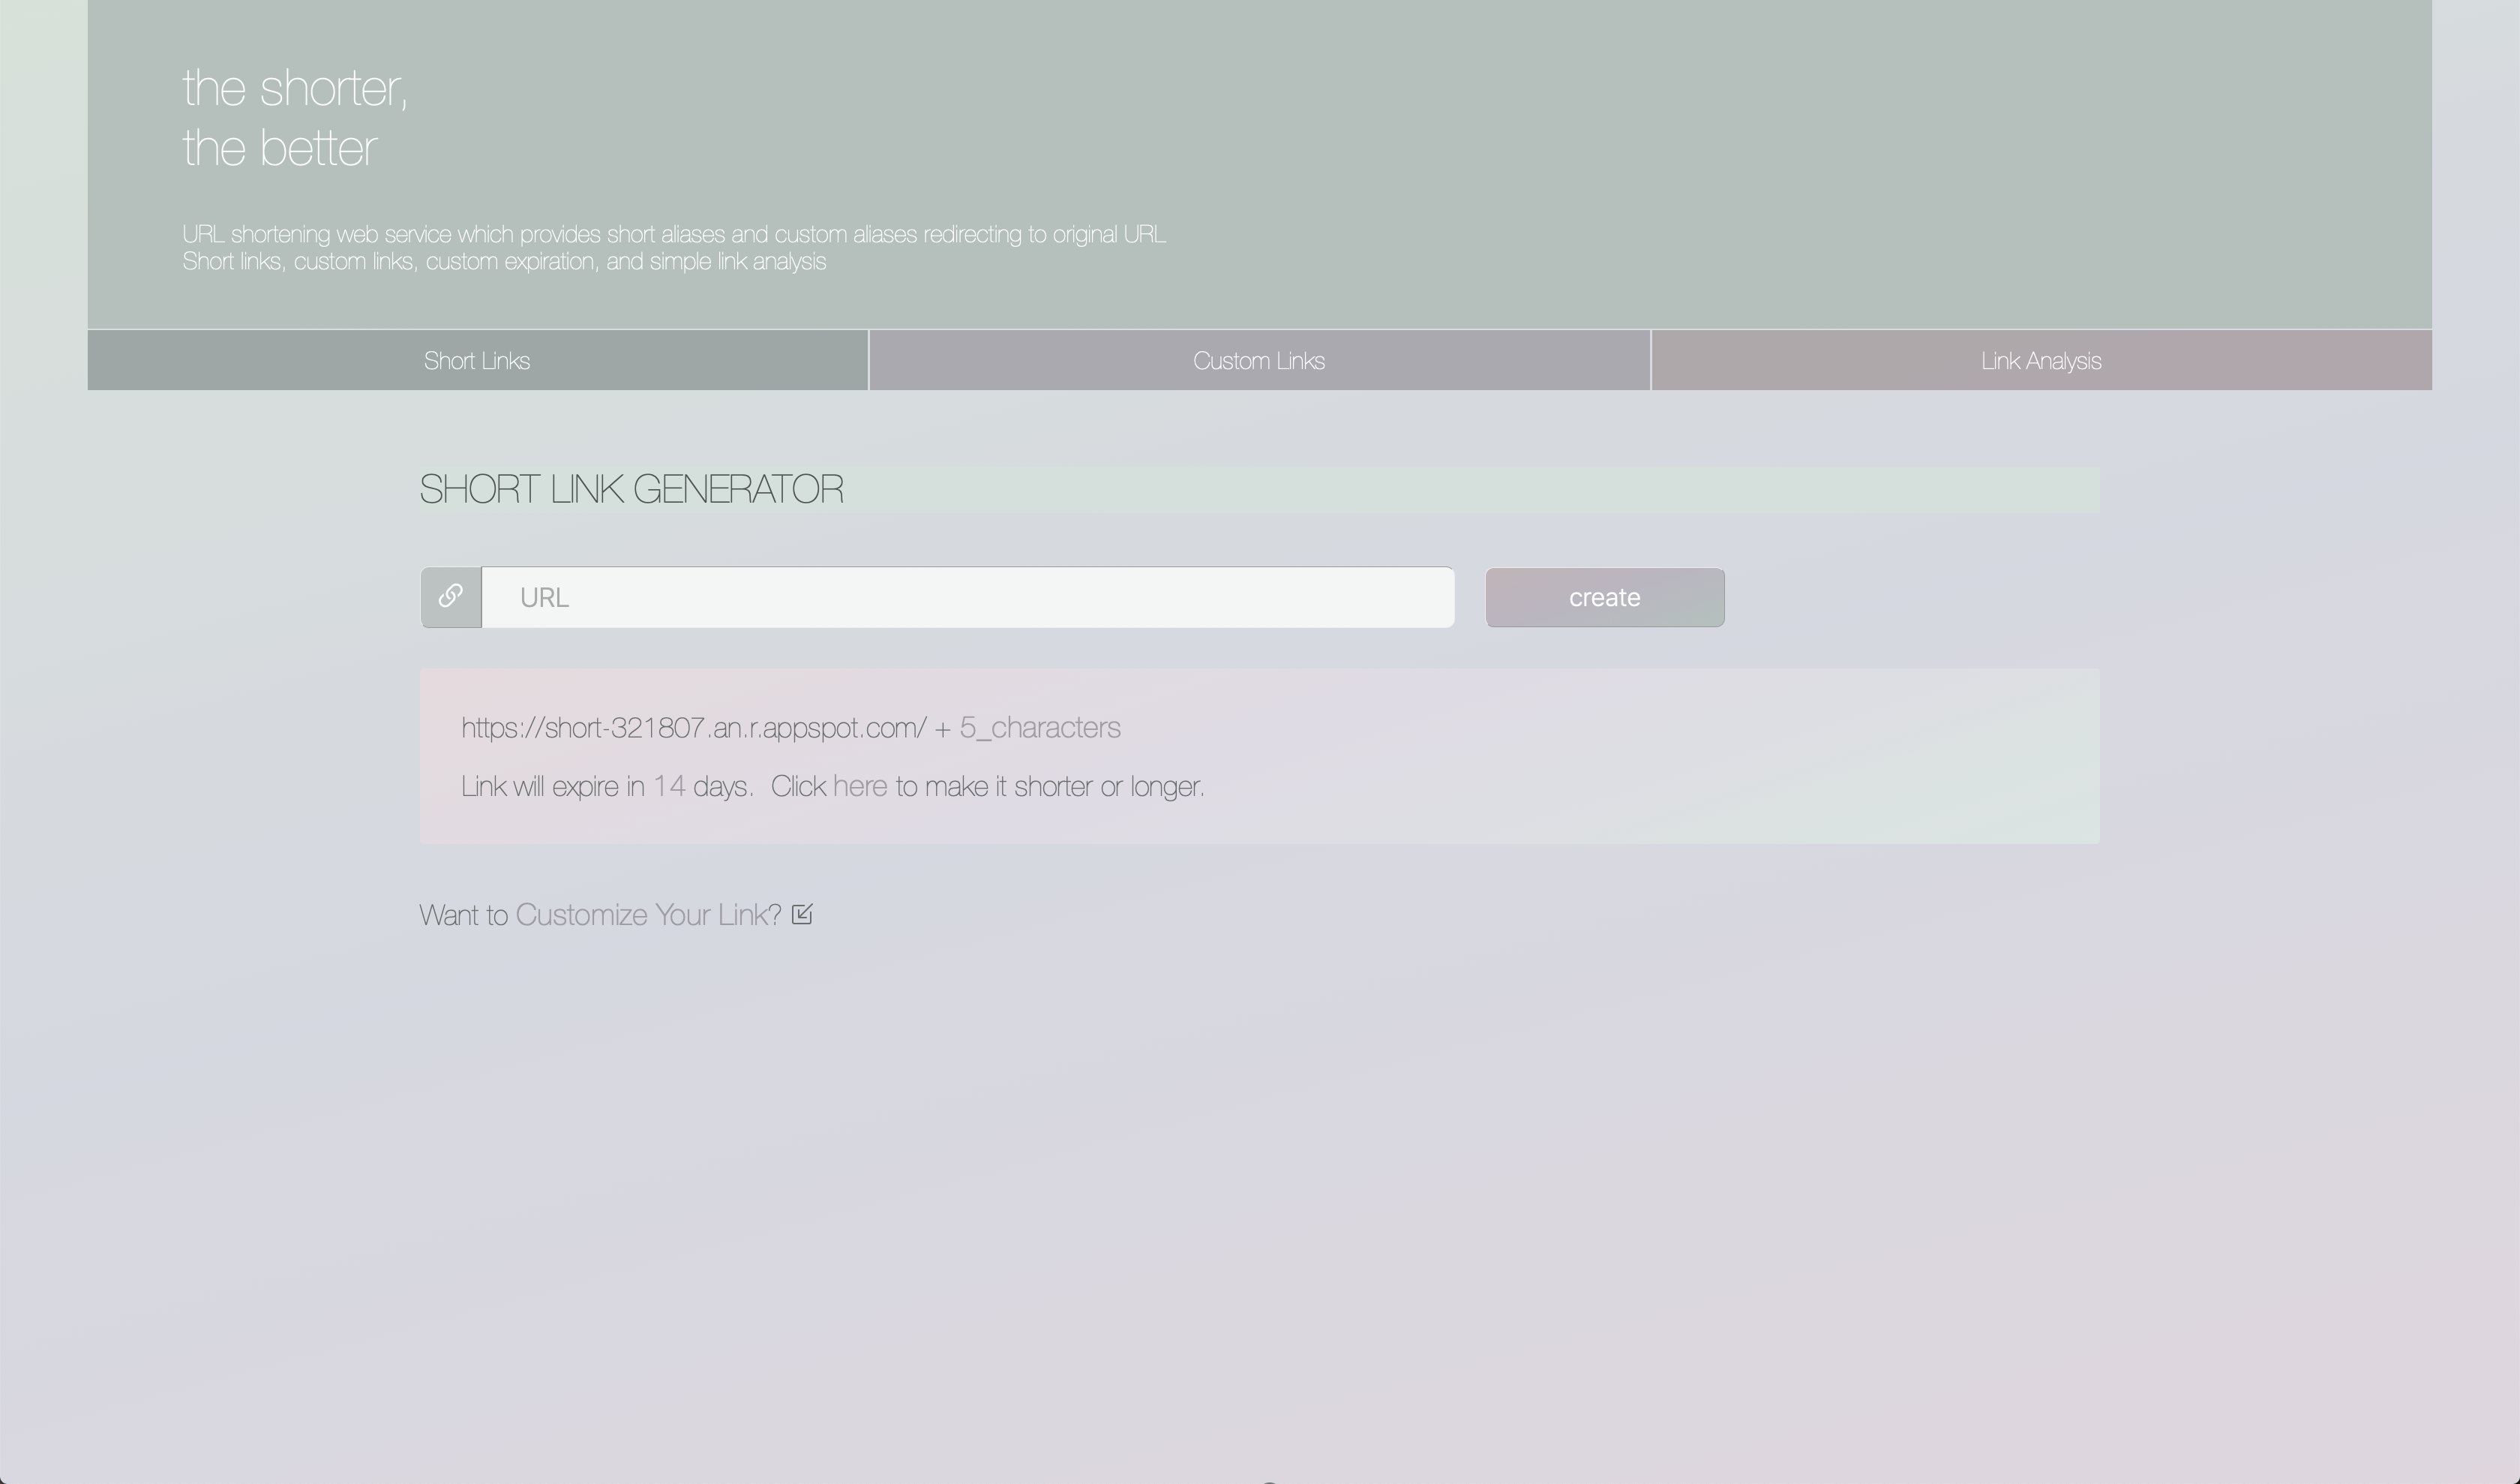 the shorter,
the better
URL shortening web service which provides short aliases and custom aliases redirecting to original URL
Short links, custom links, custom expiration, and simple link analysis
Short Links
Custom Links
Link Analysis
SHORT LINK GENERATOR
URL
create
https://short-321807.an.r.appspot.com/ + 5_characters
Link will expire in 14 days. Click here to make it shorter or longer.
Want to Customize Your Link?